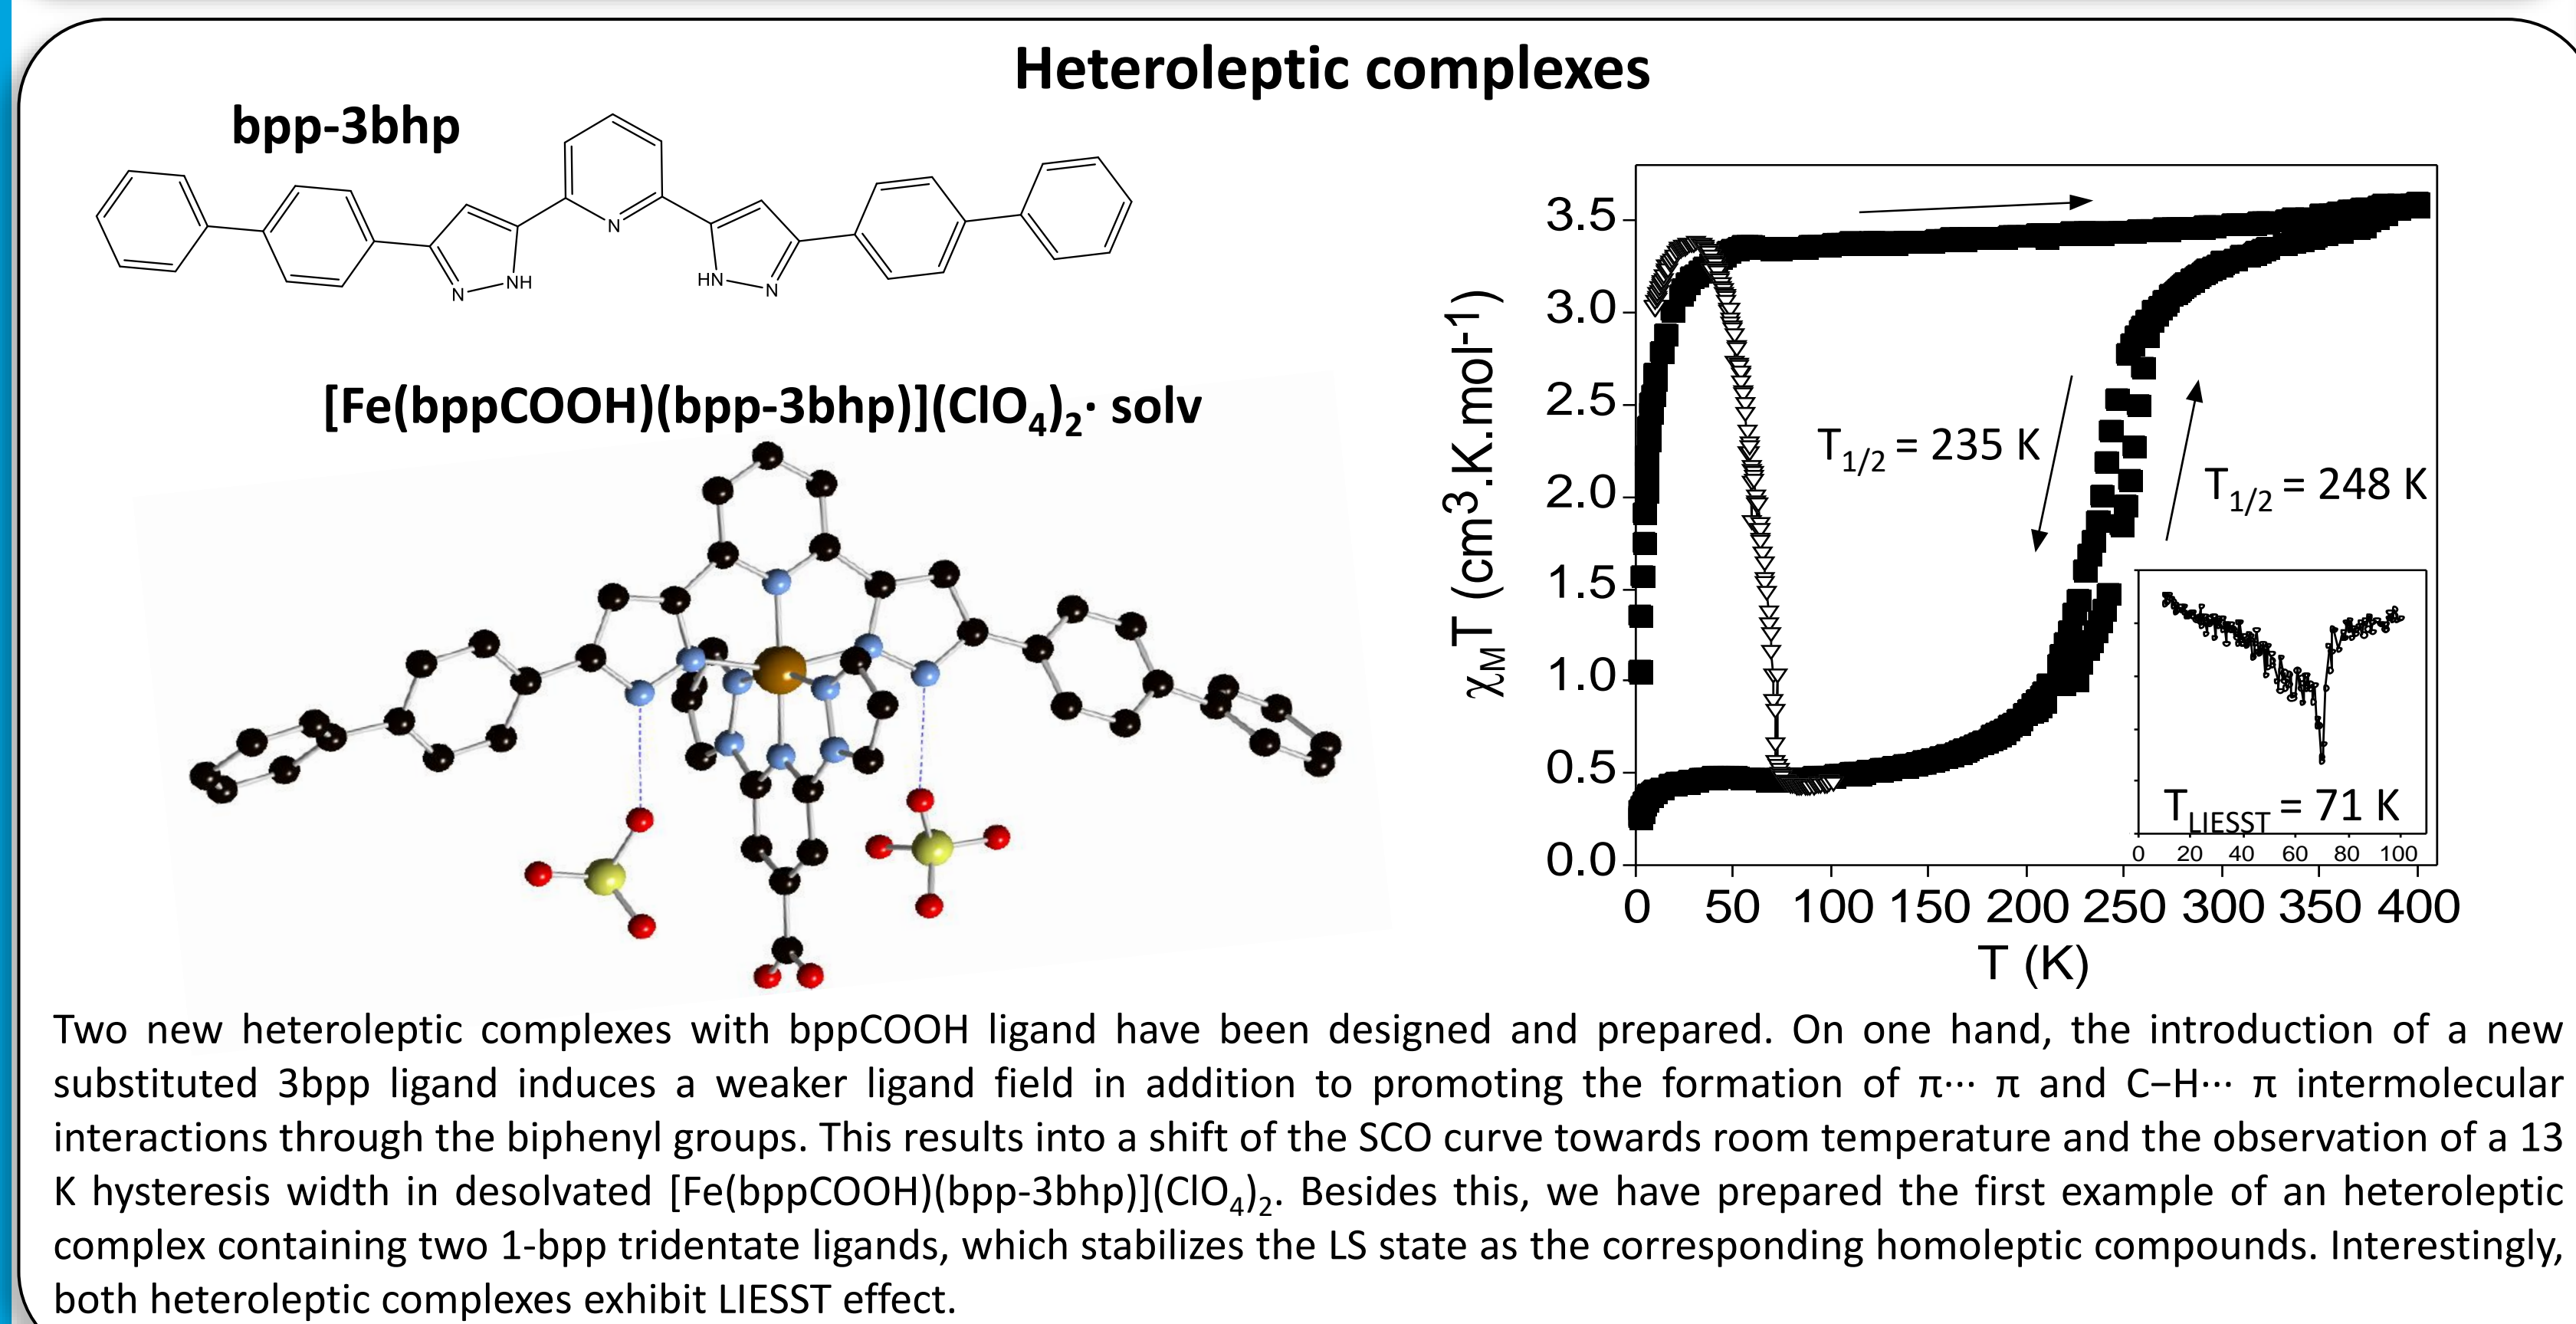 Heteroleptic complexes
bpp-3bhp
N
N
NH
HN
N
[Fe(bppCOOH)(bpp-3bhp)](ClO4)2· solv
3.5
3.0
2.5
2.0
1.5
1.0
0.5
0.0
χMT (cm3.K.mol-1)
T1/2 = 235 K
T1/2 = 248 K
TLIESST = 71 K
0 20 40 60 80 100
0 50 100 150 200 250 300 350 400
T (K)
Two new heteroleptic complexes with bppCOOH ligand have been designed and prepared. On one hand, the introduction of a new
substituted 3bpp ligand induces a weaker ligand field in addition to promoting the formation of π··· π and C−H··· π intermolecular
interactions through the biphenyl groups. This results into a shift of the SCO curve towards room temperature and the observation of a 13
K hysteresis width in desolvated [Fe(bppCOOH)(bpp-3bhp)](ClO4)2. Besides this, we have prepared the first example of an heteroleptic
complex containing two 1-bpp tridentate ligands, which stabilizes the LS state as the corresponding homoleptic compounds. Interestingly,
both heteroleptic complexes exhibit LIESST effect.